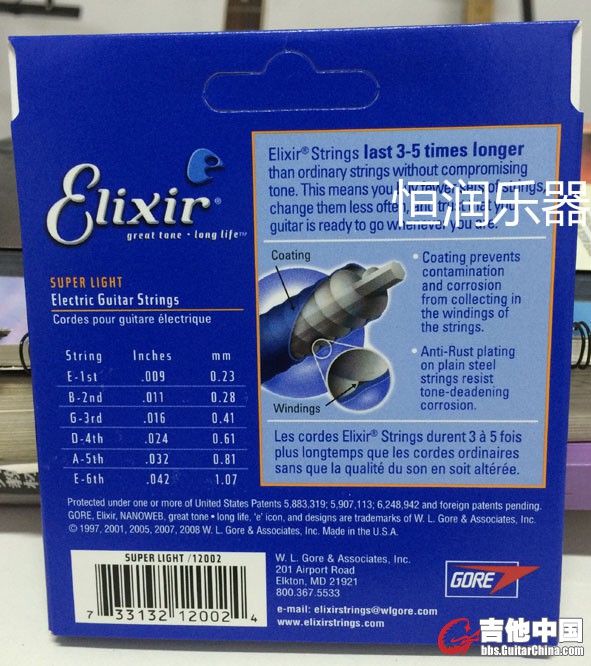 Elixir®
great tone • long life™
SUPER LIGHT
Electric Guitar Strings
Cordes pour guitare électrique
String Inches mm
E-1st .009 0.23
B-2nd .011 0.28
G-3rd .016 0.41
D-4th .024 0.61
A-5th .032 0.81
E-6th .042 1.07
Elixir® Strings last 3-5 times longer
than ordinary strings without compromising
tone. This means you buy fewer sets of strings,
change them less often, and trust that your
guitar is ready to go whenever you are.
恒润乐器
Coating
Windings
• Coating prevents
contamination
and corrosion
from collecting in
the windings of
the strings.
• Anti-Rust plating
on plain steel
strings resist
tone-deadening
corrosion.
Les cordes Elixir® Strings durent 3 à 5 fois
plus longtemps que les cordes ordinaires
sans que la qualité du son en soit altérée.
Protected under one or more of United States Patents 5,883,319; 5,907,113; 6,248,942 and foreign patents pending.
GORE, Elixir, NANOWEB, great tone • long life, 'e' icon, and designs are trademarks of W. L. Gore & Associates, Inc.
© 1997, 2001, 2005, 2007, 2008 W. L. Gore & Associates, Inc. Made in the U.S.A.
SUPER LIGHT /12002
7 33132 12002 4
W. L. Gore & Associates, Inc.
201 Airport Road
Elkton, MD 21921
800.367.5533
e-mail: elixirstrings@wlgore.com
www.elixirstrings.com
GORE
吉他中国
bbs.GuitarChina.com